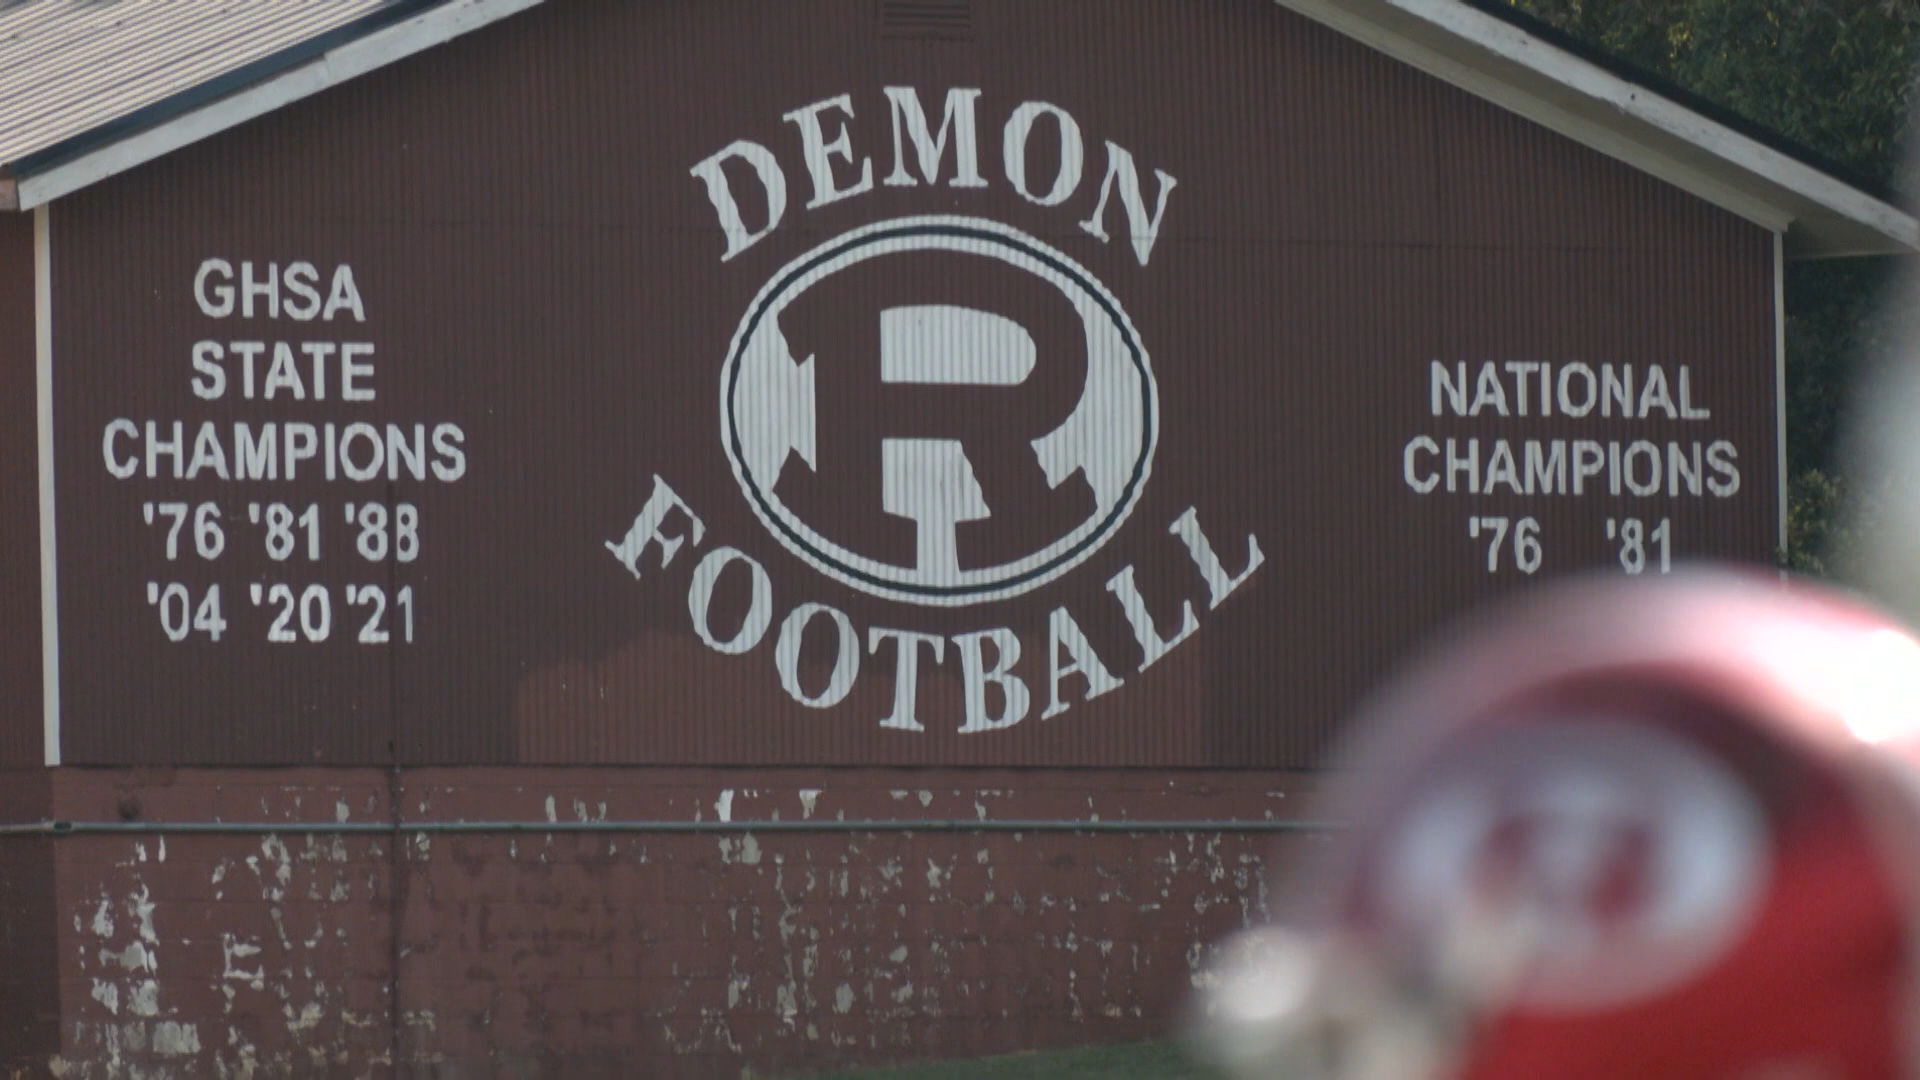 GHSA
STATE
CHAMPIONS
'76 '81 '88
'04 '20 '21
DEMON
R
FOOTBALL
NATIONAL
CHAMPIONS
'76 '81